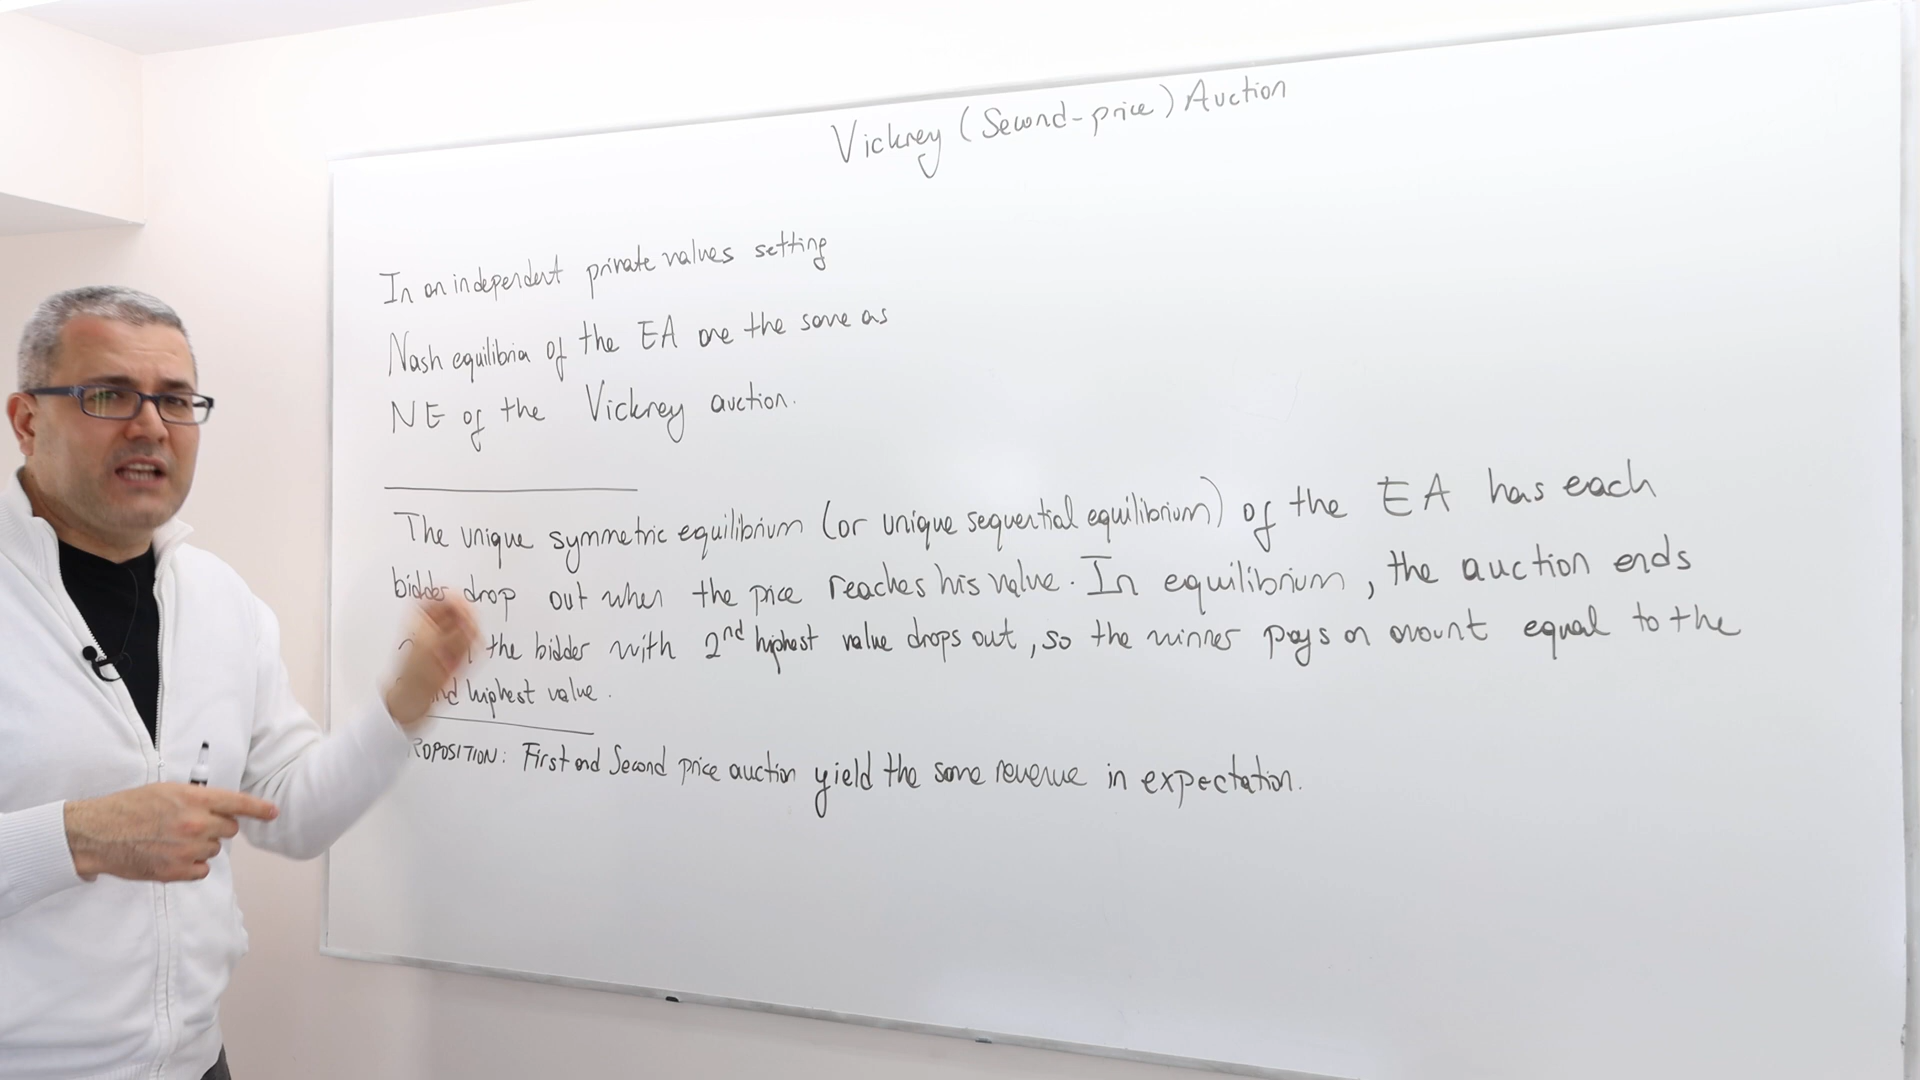 Vickrey (Second-price) Auction
In an independent private values setting
Nash equilibria of the EA are the same as
NE of the Vickrey auction.
The unique symmetric equilibrium (or unique sequential equilibrium) of the EA has each
bidder drop out when the price reaches his value. In equilibrium, the auction ends
the bidder with 2nd highest value drops out, so the winner pays an amount equal to the
highest value.
ROPOSITION: First and Second price auction yield the same revenue in expectation.